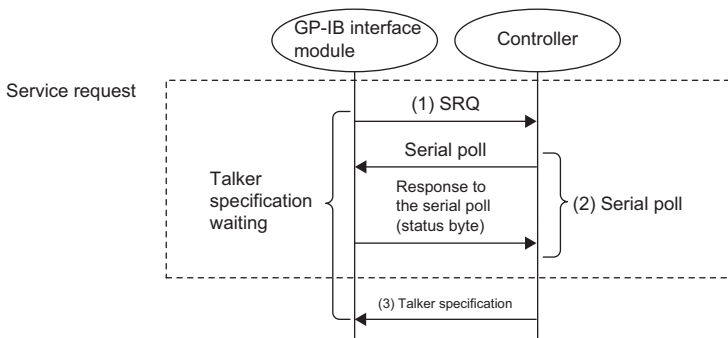 GP-IB interface
module
Controller
Service request
(1) SRQ
Serial poll
Talker
specification
waiting
Response to
the serial poll
(status byte)
(2) Serial poll
(3) Talker specification